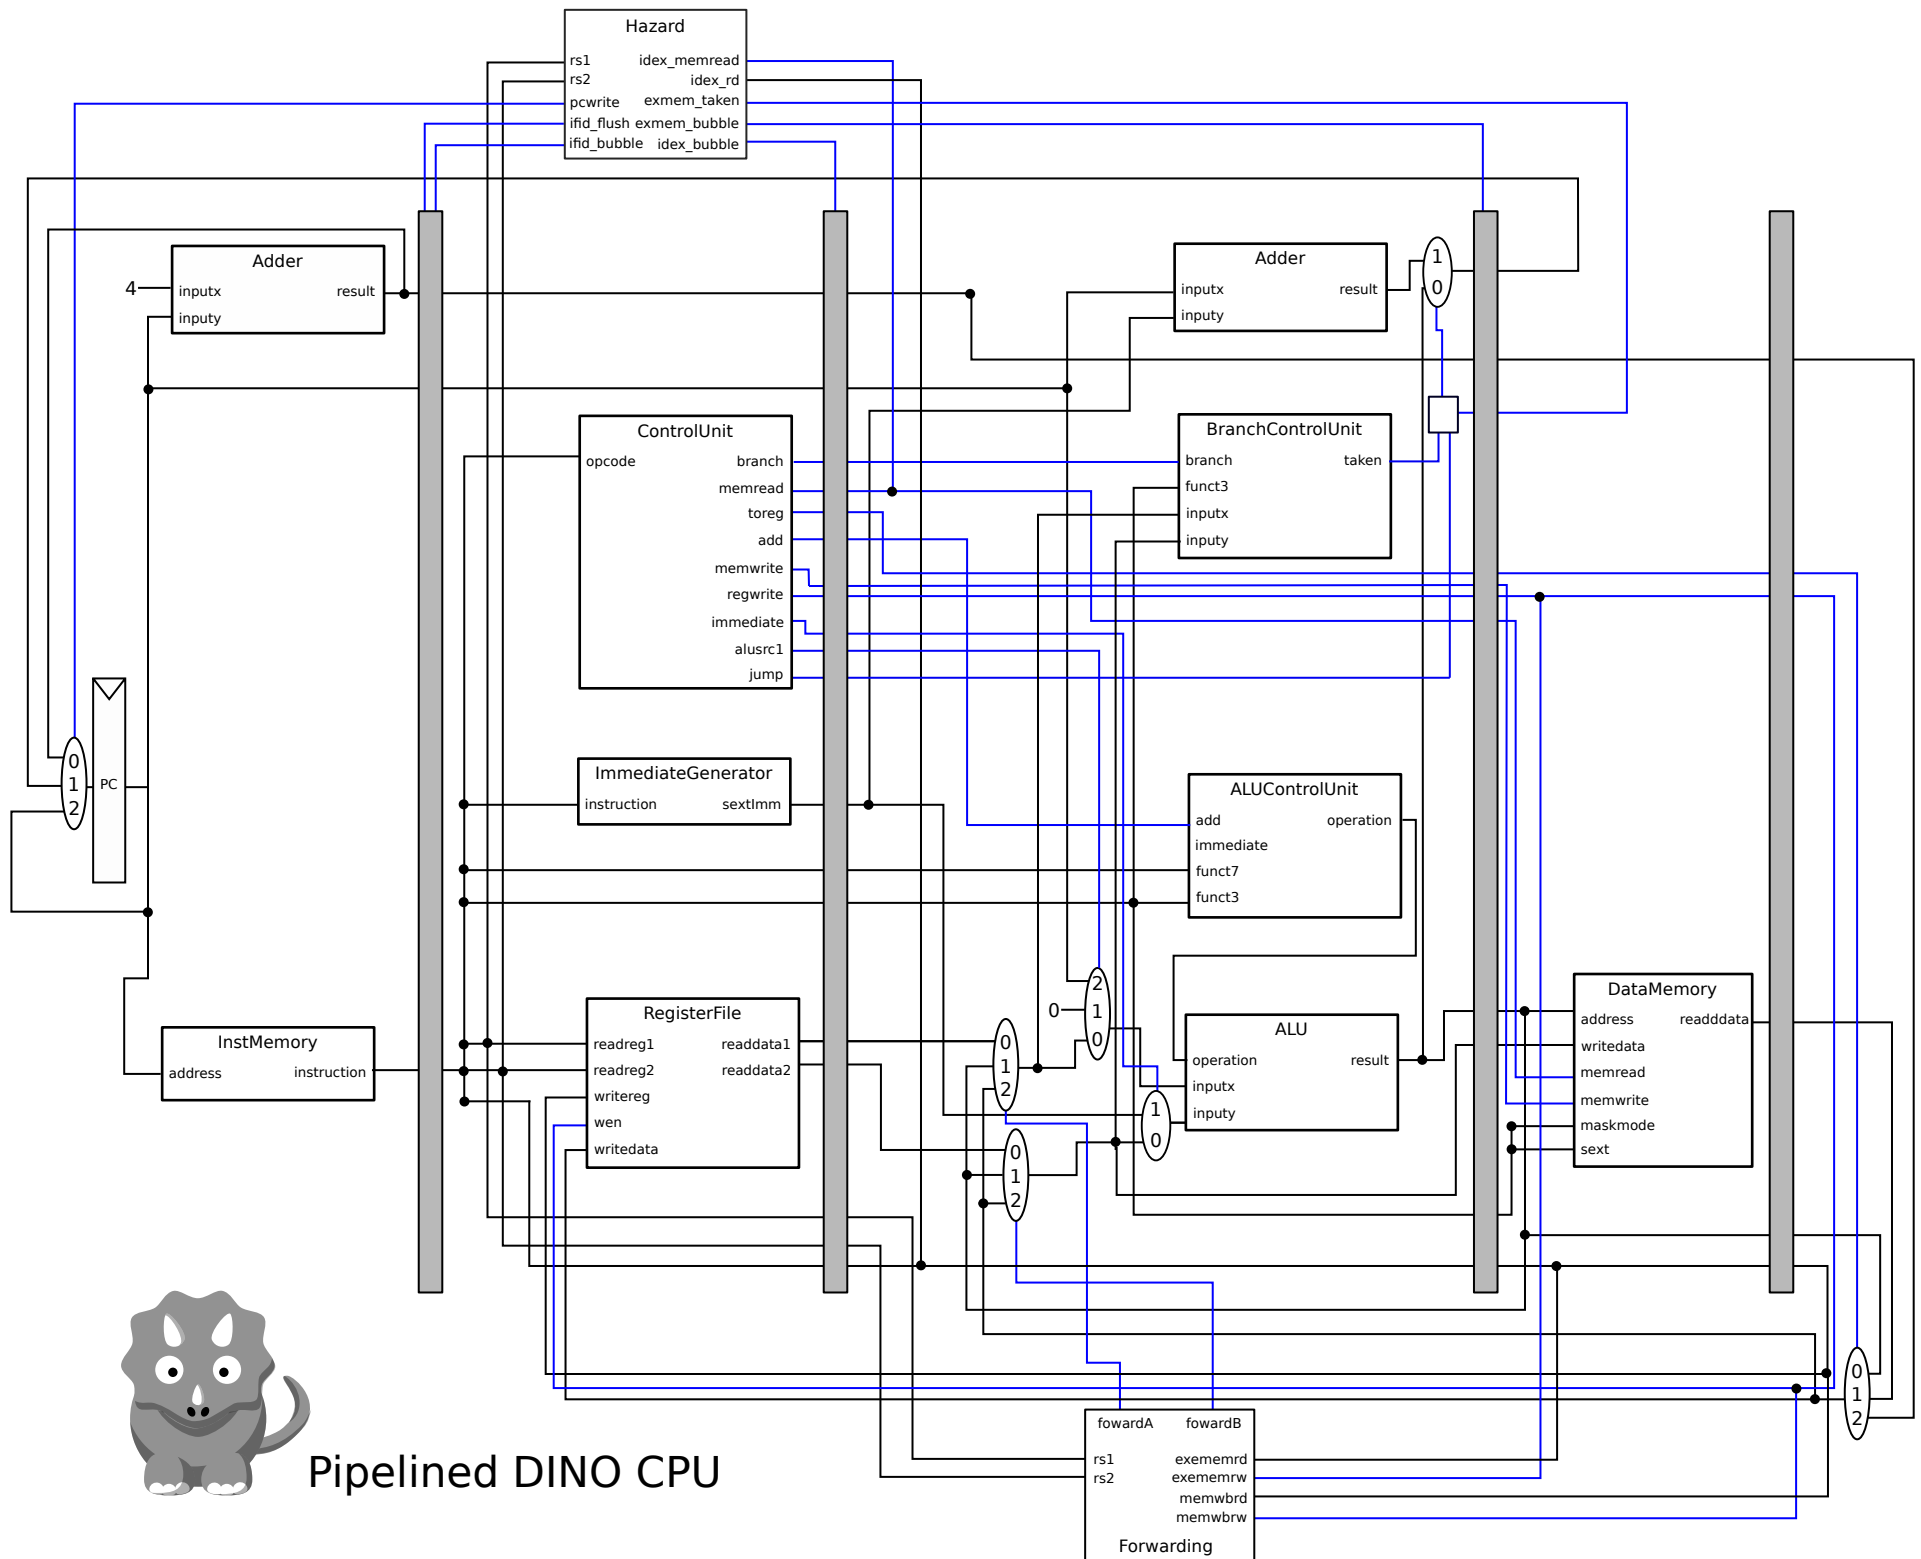 Hazard
rs1 idex_memread
rs2 idex_rd
pcwrite exmem_taken
ifid_flush exmem_bubble
ifid_bubble idex_bubble
Adder
4 inputx result
inputy
Adder
inputx result
inputy
1
0
ControlUnit
opcode branch
memread
toreg
add
memwrite
regwrite
immediate
alusrc1
jump
BranchControlUnit
branch taken
funct3
inputx
inputy
0
1
2
PC
ImmediateGenerator
instruction sextImm
ALUControlUnit
add operation
immediate
funct7
funct3
InstMemory
address instruction
RegisterFile
readreg1 readdata1
readreg2 readdata2
writereg
wen
writedata
0
1
2
0
1
2
2
0 1
0
1
0
ALU
operation result
inputx
inputy
DataMemory
address readddata
writedata
memread
memwrite
maskmode
sext
0
1
2
fowardA fowardB
rs1 exememrd
rs2 exememrw
memwbrd
memwbrw
Forwarding
Pipelined DINO CPU